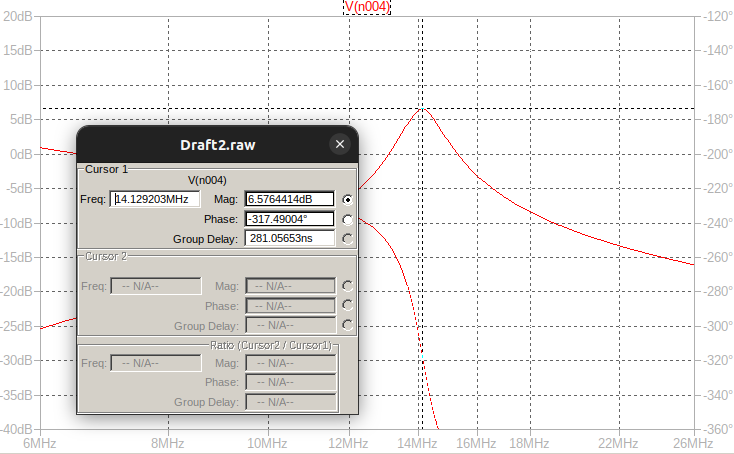 V(n004)
20dB
15dB
10dB
5dB
0dB
-5dB
-10dB
-15dB
-20dB
-25dB
-30dB
-35dB
-40dB
Draft2.raw
Cursor 1
V(n004)
Freq: 14.129203MHz Mag: 6.5764414dB
Phase: -317.49004°
Group Delay: 281.05653ns
Cursor 2
Freq: -- N/A-- Mag: -- N/A--
Phase: -- N/A--
Group Delay: -- N/A--
Ratio (Cursor2 / Cursor1)
Freq: -- N/A-- Mag: -- N/A--
Phase: -- N/A--
Group Delay: -- N/A--
-120°
-140°
-160°
-180°
-200°
-220°
-240°
-260°
-280°
-300°
-320°
-340°
-360°
6MHz 8MHz 10MHz 12MHz 14MHz 16MHz 18MHz 22MHz 26MHz